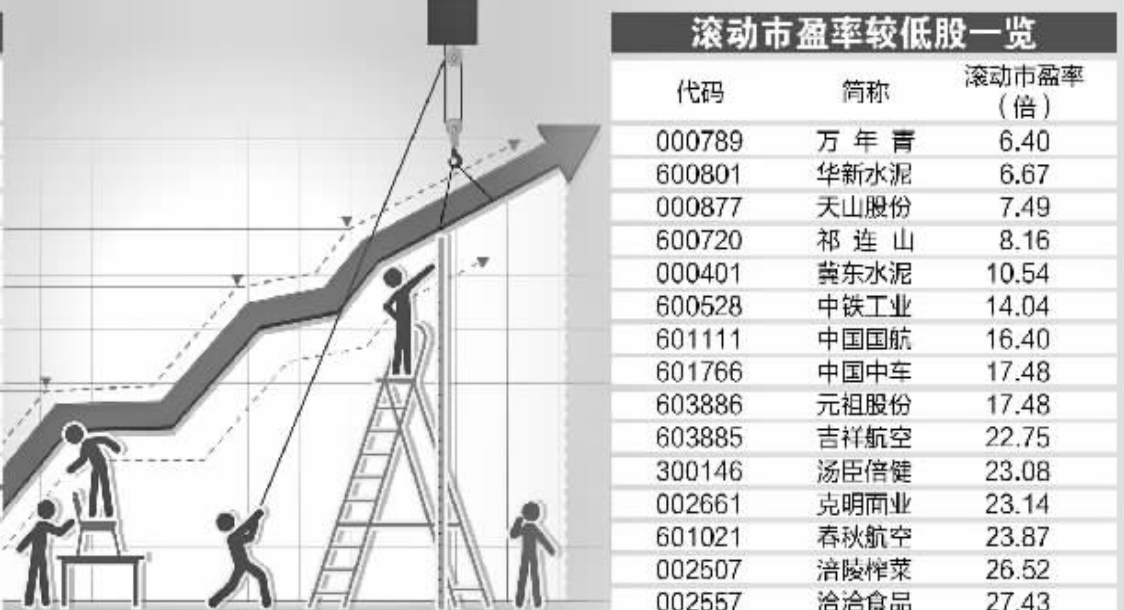 滚动市盈率较低股一览
代码 简称 滚动市盈率
(倍)
000789 万年青 6.40
600801 华新水泥 6.67
000877 天山股份 7.49
600720 祁连山 8.16
000401 冀东水泥 10.54
600528 中铁工业 14.04
601111 中国国航 16.40
601766 中国中车 17.48
603886 元祖股份 17.48
603885 吉祥航空 22.75
300146 汤臣倍健 23.08
002661 克明面业 23.14
601021 春秋航空 23.87
002507 涪陵榨菜 26.52
002557 洽洽食品 27.43